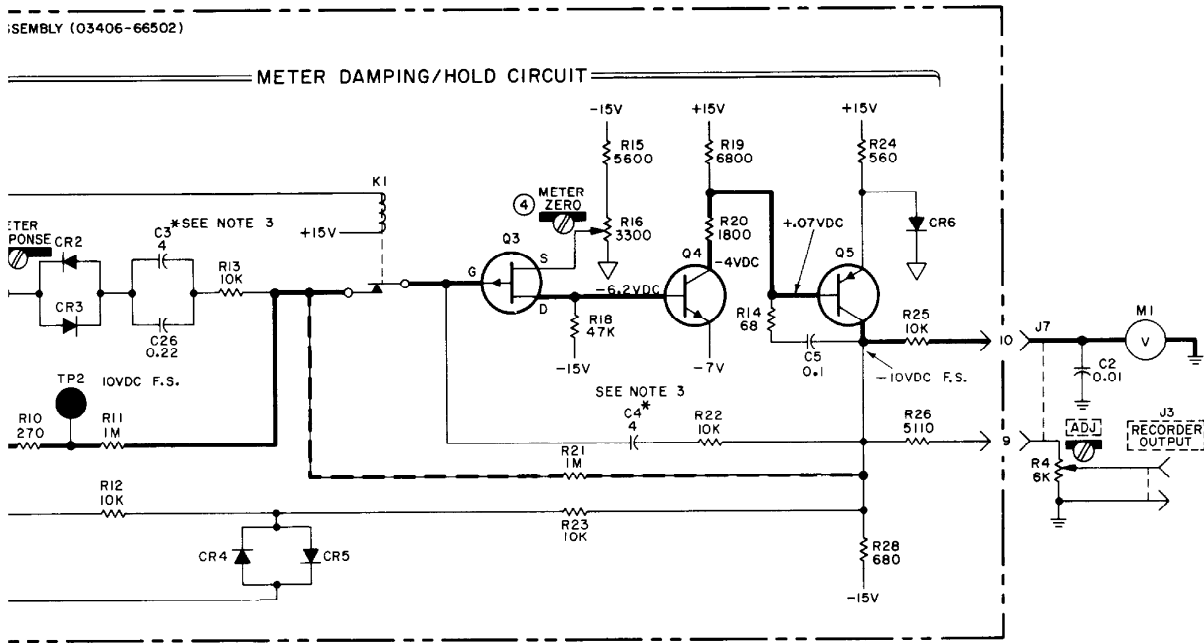 SSEMBLY (03406-66502)
METER DAMPING/HOLD CIRCUIT
-15V
+15V
+15V
R15
5600
R19
6800
R24
560
K1
4
METER
ZERO
R16
3300
R20
1800
CR6
ETER
PONSE
CR2
C3
4
*SEE NOTE 3
+15V
Q3
S
G
D
Q4
-4VDC
+.07VDC
Q5
R13
10K
-6.2VDC
CR3
C26
0.22
R18
47K
-15V
-7V
R14
68
C5
0.1
R25
10K
10
J7
M1
V
C2
0.01
-10VDC F.S.
TP2
10VDC F.S.
SEE NOTE 3
C4*
4
R22
10K
R26
5110
9
ADJ
J3
RECORDER
OUTPUT
R10
270
R11
1M
R21
1M
R4
6K
R12
10K
R23
10K
CR4
CR5
R28
680
-15V